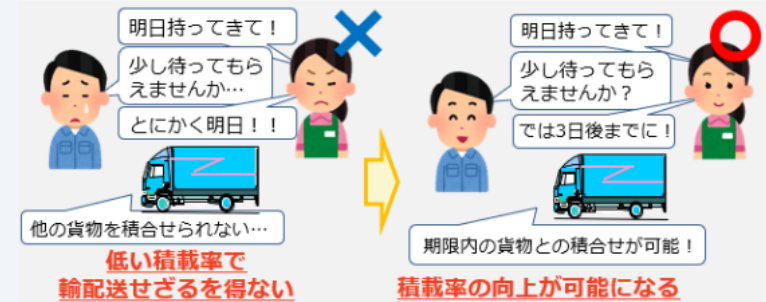 明日持ってきて！
少し待ってもら
えませんか…
とにかく明日！！
他の貨物を積合せられない…
低い積載率で
輸配送せざるを得ない
明日持ってきて！
少し待ってもら
えませんか？
では3日後までに！
期限内の貨物との積合せが可能！
積載率の向上が可能になる